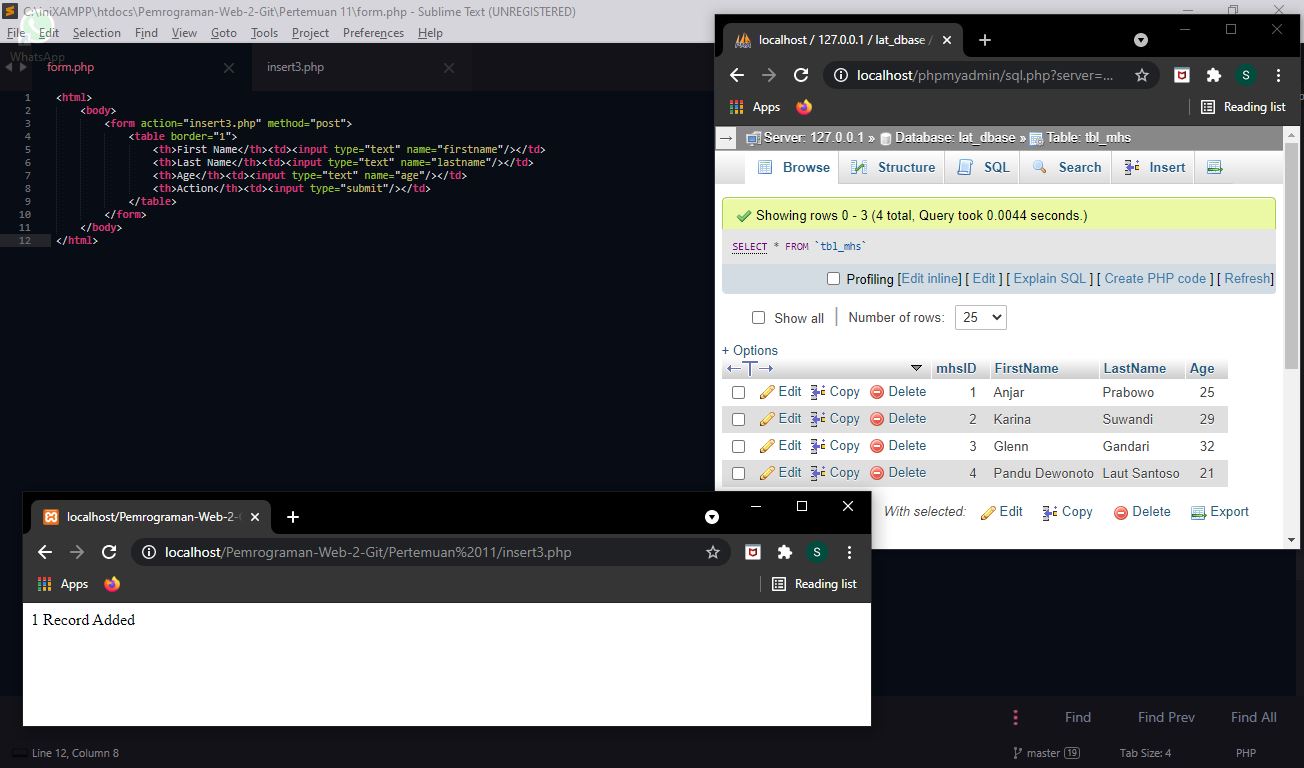 C:\iniXAMPP\htdocs\Pemrograman-Web-2-Git\Pertemuan 11\form.php - Sublime Text (UNREGISTERED)
File Edit Selection Find View Goto Tools Project Preferences Help
WhatsApp
form.php
insert3.php
1 <html>
2 <body>
3 <form action="insert3.php" method="post">
4 <table border="1">
5 <th>First Name</th><td><input type="text" name="firstname"/></td>
6 <th>Last Name</th><td><input type="text" name="lastname"/></td>
7 <th>Age</th><td><input type="text" name="age"/></td>
8 <th>Action</th><td><input type="submit"/></td>
9 </table>
10 </form>
11 </body>
12 </html>
localhost / 127.0.0.1 / lat_dbase /
localhost/phpmyadmin/sql.php?server=...
S
Apps
Reading list
Server: 127.0.0.1 » Database: lat_dbase » Table: tbl_mhs
Browse Structure SQL Search Insert
Showing rows 0 - 3 (4 total, Query took 0.0044 seconds.)
SELECT * FROM `tbl_mhs`
Profiling [Edit inline] [ Edit ] [ Explain SQL ] [ Create PHP code ] [ Refresh]
Show all | Number of rows: 25
+ Options
←T→ mhsID FirstName LastName Age
Edit Copy Delete 1 Anjar Prabowo 25
Edit Copy Delete 2 Karina Suwandi 29
Edit Copy Delete 3 Glenn Gandari 32
Edit Copy Delete 4 Pandu Dewonoto Laut Santoso 21
With selected: Edit Copy Delete Export
localhost/Pemrograman-Web-2-
localhost/Pemrograman-Web-2-Git/Pertemuan%2011/insert3.php
S
Apps
Reading list
1 Record Added
Find Find Prev Find All
Line 12, Column 8
master 19 Tab Size: 4 PHP